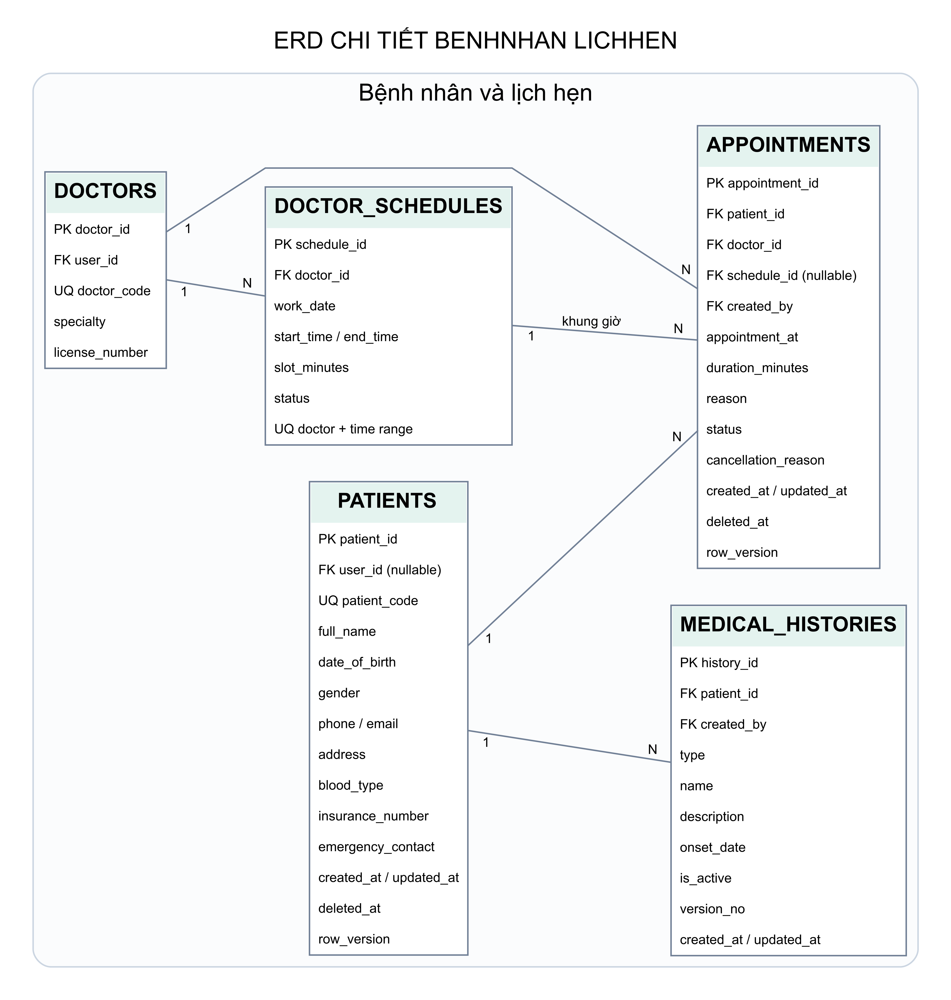 ERD CHI TIẾT BENHNHAN LICHHEN
Bệnh nhân và lịch hẹn
DOCTORS
PK doctor_id
FK user_id
UQ doctor_code
specialty
license_number
1
1
N
DOCTOR_SCHEDULES
PK schedule_id
FK doctor_id
work_date
start_time / end_time
slot_minutes
status
UQ doctor + time range
khung giờ
1
N
N
N
APPOINTMENTS
PK appointment_id
FK patient_id
FK doctor_id
FK schedule_id (nullable)
FK created_by
appointment_at
duration_minutes
reason
status
cancellation_reason
created_at / updated_at
deleted_at
row_version
PATIENTS
PK patient_id
FK user_id (nullable)
UQ patient_code
full_name
date_of_birth
gender
phone / email
address
blood_type
insurance_number
emergency_contact
created_at / updated_at
deleted_at
row_version
1
1
N
MEDICAL_HISTORIES
PK history_id
FK patient_id
FK created_by
type
name
description
onset_date
is_active
version_no
created_at / updated_at